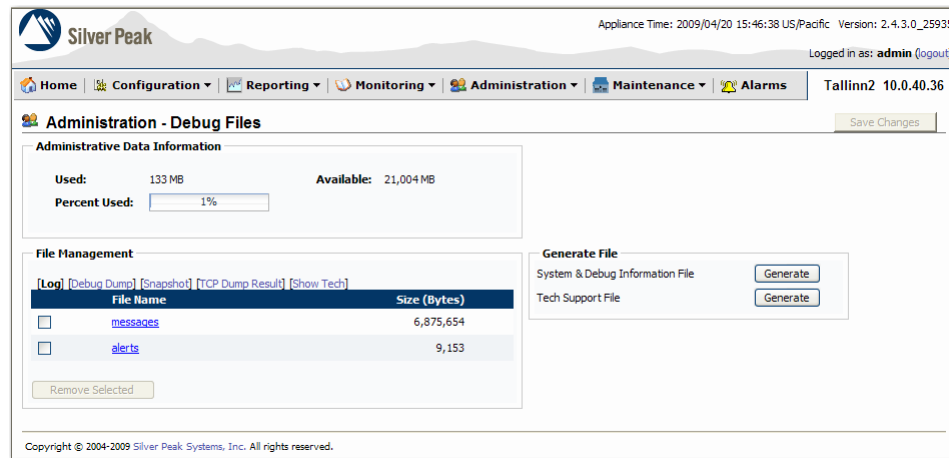 Silver Peak
Appliance Time: 2009/04/20 15:46:38 US/Pacific Version: 2.4.3.0_25935
Logged in as: admin (logout
Home Configuration Reporting Monitoring Administration Maintenance Alarms Tallinn2 10.0.40.36
Administration - Debug Files
Save Changes
Administrative Data Information
Used: 133 MB Available: 21,004 MB
Percent Used: 1%
File Management
[Log] [Debug Dump] [Snapshot] [TCP Dump Result] [Show Tech]
File Name Size (Bytes)
messages 6,875,654
alerts 9,153
Remove Selected
Generate File
System & Debug Information File Generate
Tech Support File Generate
Copyright © 2004-2009 Silver Peak Systems, Inc. All rights reserved.